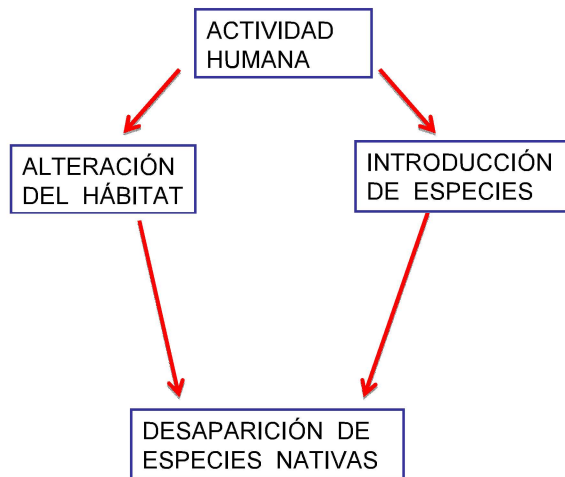 ACTIVIDAD
HUMANA
ALTERACIÓN
DEL HÁBITAT
INTRODUCCIÓN
DE ESPECIES
DESAPARICIÓN DE
ESPECIES NATIVAS